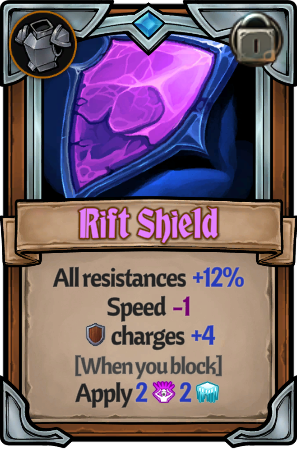 Rift Shield
All resistances +12%
Speed -1
charges +4
[When you block]
Apply 2 2